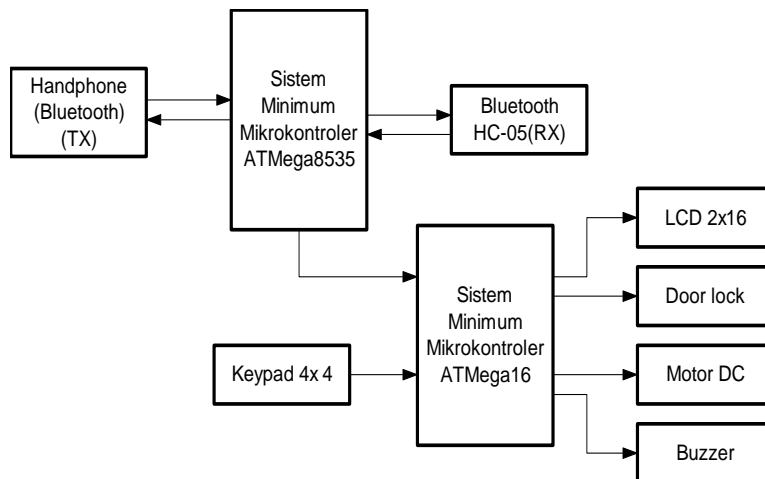 Handphone
(Bluetooth)
(TX)
Sistem
Minimum
Mikrokontroler
ATMega8535
Bluetooth
HC-05(RX)
LCD 2x16
Sistem
Minimum
Mikrokontroler
ATMega16
Door lock
Keypad 4x 4
Motor DC
Buzzer